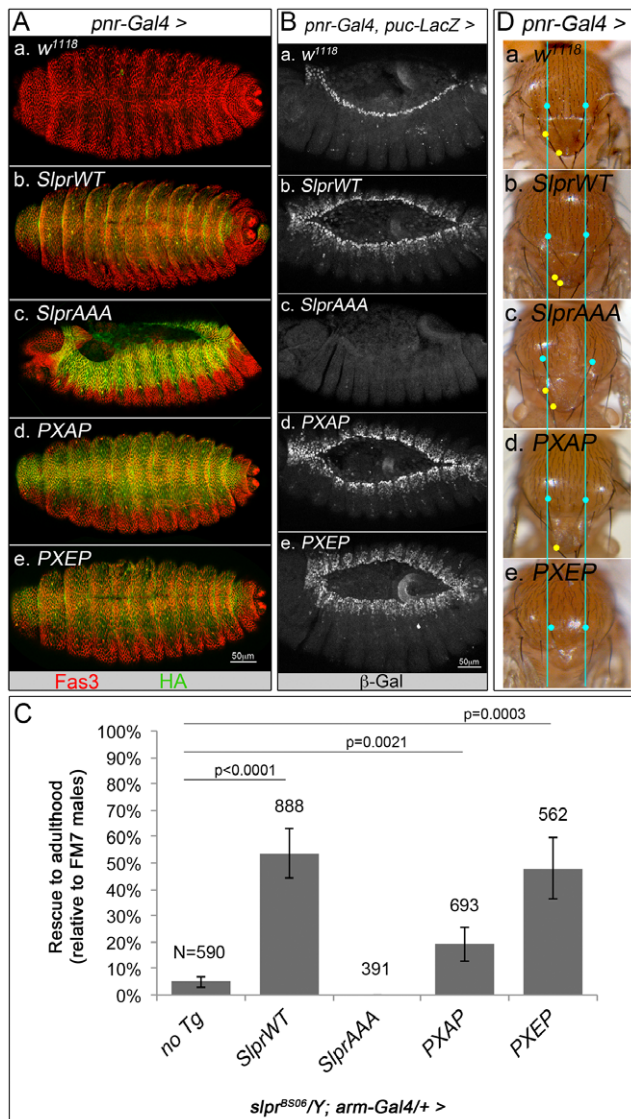 A
pnr-Gal4 >
a. w1118
b. SlprWT
c. SlprAAA
d. PXAP
e. PXEP
50µm
Fas3 HA
B
pnr-Gal4, puc-LacZ >
a. w1118
b. SlprWT
c. SlprAAA
d. PXAP
e. PXEP
50µm
β-Gal
D
pnr-Gal4 >
a. w1118
b. SlprWT
c. SlprAAA
d. PXAP
e. PXEP
C
Rescue to adulthood
(relative to FM7 males)
100%
90%
80%
70%
60%
50%
40%
30%
20%
10%
0%
p=0.0003
p=0.0021
p<0.0001
N=590
888
391
693
562
no Tg
SlprWT
SlprAAA
PXAP
PXEP
slprBS06/Y; arm-Gal4/+ >